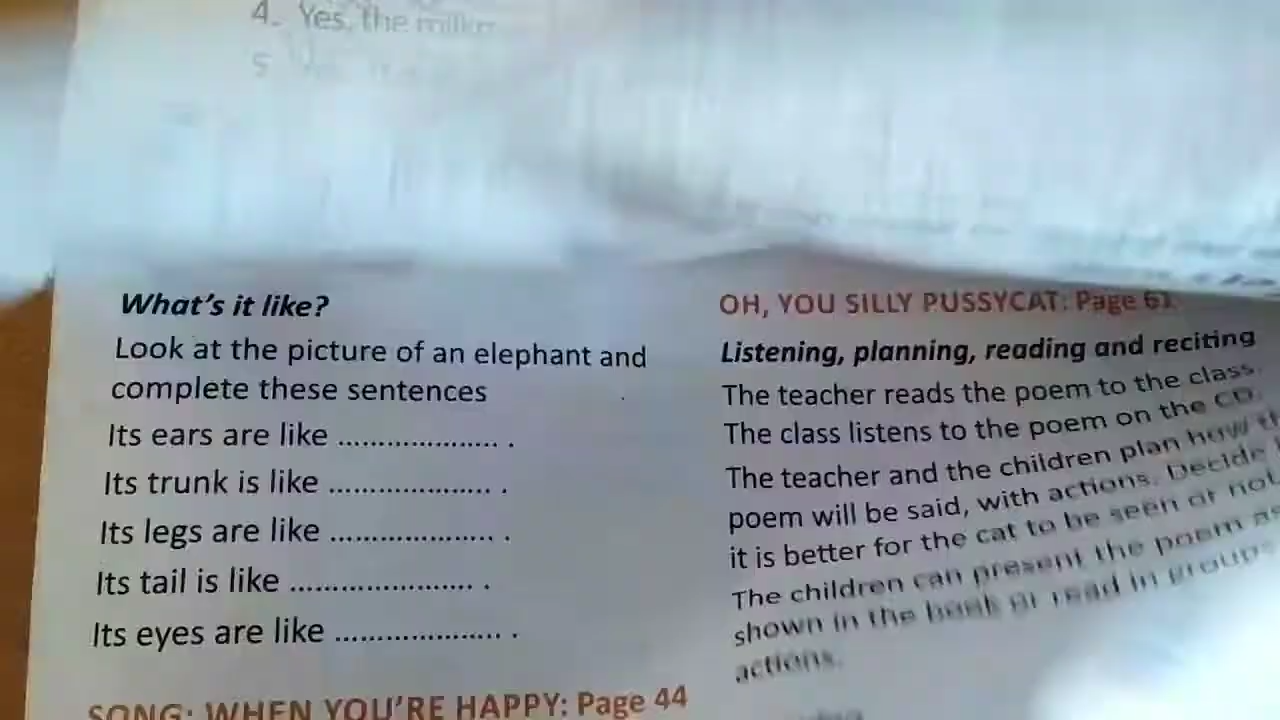 4. Yes, the milk
5.
What's it like?
Look at the picture of an elephant and
complete these sentences
Its ears are like ..................... .
Its trunk is like ..................... .
Its legs are like ..................... .
Its tail is like ........................ .
Its eyes are like ...................... .
SONG: WHEN YOU'RE HAPPY: Page 44
OH, YOU SILLY PUSSYCAT: Page 61
Listening, planning, reading and reciting
The teacher reads the poem to the class.
The class listens to the poem on the CD.
The teacher and the children plan how
poem will be said, with actions. Decide
it is better for the cat to be seen or not
The children can present the poem as
shown in the book or read in groups
actions.